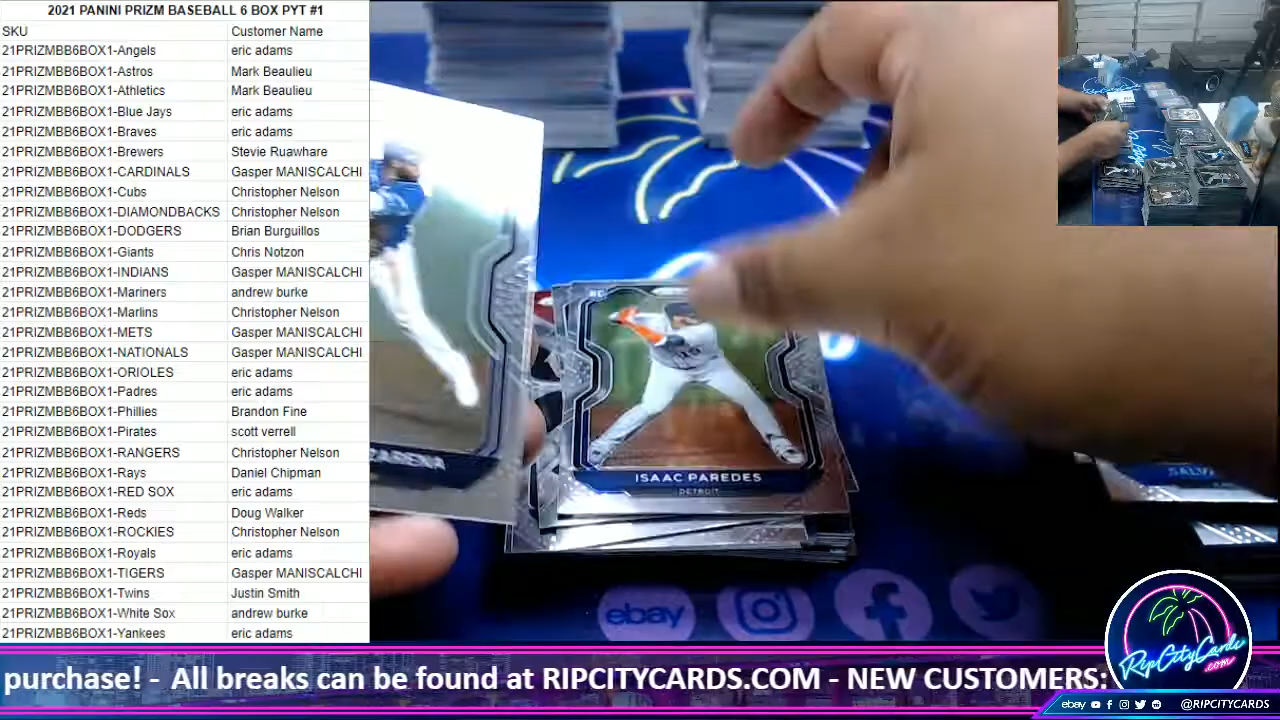 2021 PANINI PRIZM BASEBALL 6 BOX PYT #1
SKU Customer Name
21PRIZMBB6BOX1-Angels eric adams
21PRIZMBB6BOX1-Astros Mark Beaulieu
21PRIZMBB6BOX1-Athletics Mark Beaulieu
21PRIZMBB6BOX1-Blue Jays eric adams
21PRIZMBB6BOX1-Braves eric adams
21PRIZMBB6BOX1-Brewers Stevie Ruawhare
21PRIZMBB6BOX1-CARDINALS Gasper MANISCALCHI
21PRIZMBB6BOX1-Cubs Christopher Nelson
21PRIZMBB6BOX1-DIAMONDBACKS Christopher Nelson
21PRIZMBB6BOX1-DODGERS Brian Burguillos
21PRIZMBB6BOX1-Giants Chris Notzon
21PRIZMBB6BOX1-INDIANS Gasper MANISCALCHI
21PRIZMBB6BOX1-Mariners andrew burke
21PRIZMBB6BOX1-Marlins Christopher Nelson
21PRIZMBB6BOX1-METS Gasper MANISCALCHI
21PRIZMBB6BOX1-NATIONALS Gasper MANISCALCHI
21PRIZMBB6BOX1-ORIOLES eric adams
21PRIZMBB6BOX1-Padres eric adams
21PRIZMBB6BOX1-Phillies Brandon Fine
21PRIZMBB6BOX1-Pirates scott verrell
21PRIZMBB6BOX1-RANGERS Christopher Nelson
21PRIZMBB6BOX1-Rays Daniel Chipman
21PRIZMBB6BOX1-RED SOX eric adams
21PRIZMBB6BOX1-Reds Doug Walker
21PRIZMBB6BOX1-ROCKIES Christopher Nelson
21PRIZMBB6BOX1-Royals eric adams
21PRIZMBB6BOX1-TIGERS Gasper MANISCALCHI
21PRIZMBB6BOX1-Twins Justin Smith
21PRIZMBB6BOX1-White Sox andrew burke
21PRIZMBB6BOX1-Yankees eric adams
RC
ISAAC PAREDES
DETROIT
SALV
ebay
RipCityCards
.com
purchase! - All breaks can be found at RIPCITYCARDS.COM - NEW CUSTOMERS:
ebay @RIPCITYCARDS